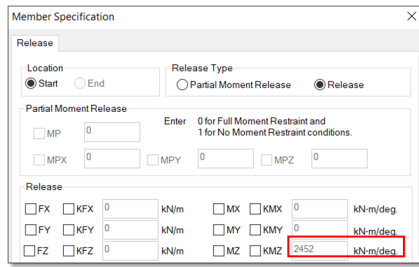 Member Specification
Release
Location
Start End
Release Type
Partial Moment Release Release
Partial Moment Release
MP 0 Enter 0 for Full Moment Restraint and
1 for No Moment Restraint conditions.
MPX 0 MPY 0 MPZ 0
Release
FX KFX 0 kN/m MX KMX 0 kN-m/deg.
FY KFY 0 kN/m MY KMY 0 kN-m/deg.
FZ KFZ 0 kN/m MZ KMZ 2452 kN-m/deg.